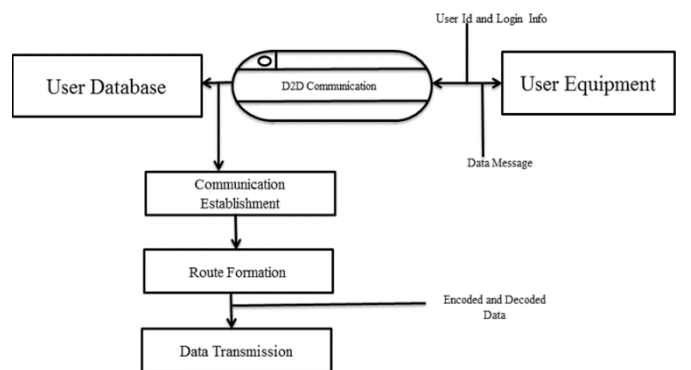 User Id and Login Info
User Database
D2D Communication
User Equipment
Data Message
Communication
Establishment
Route Formation
Encoded and Decoded
Data
Data Transmission